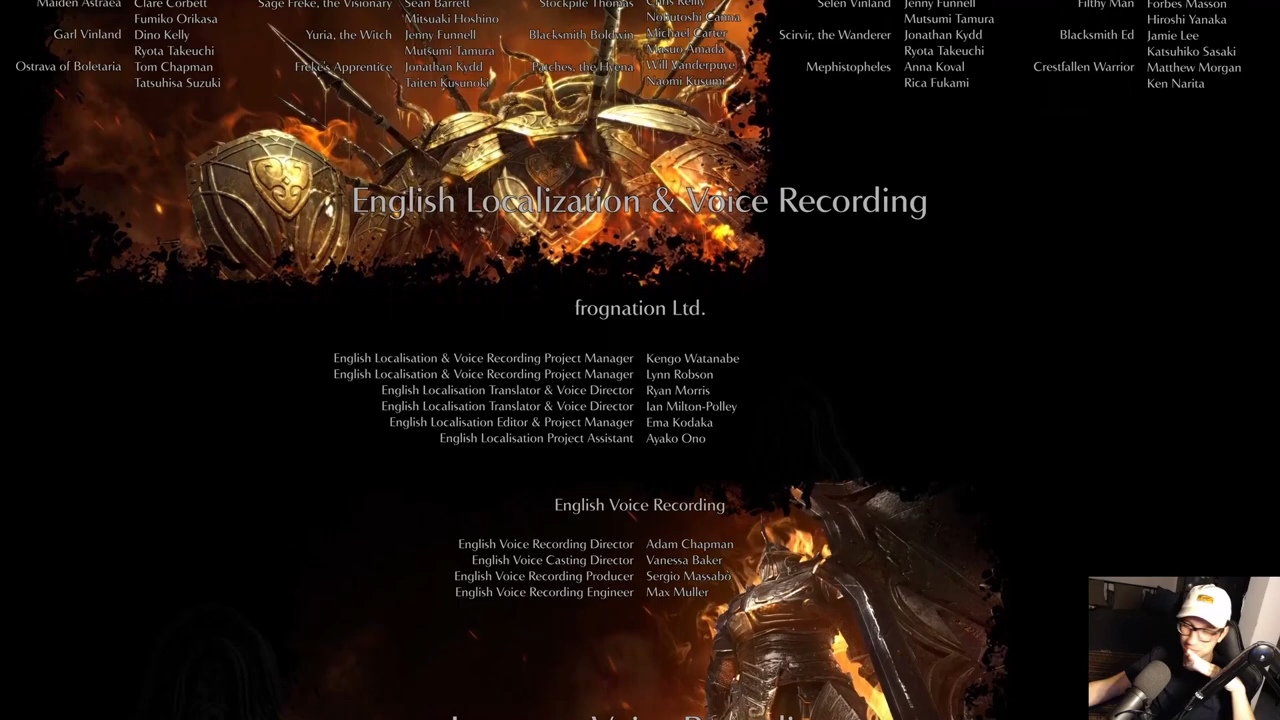 Maiden Astraea Clare Corbett Sage Freke, the Visionary Sean Barrett Stockpile Thomas Chris Reilly Selen Vinland Jenny Funnell Filthy Man Forbes Masson
Fumiko Orikasa Mitsuaki Hoshino Nobutoshi Canna Mutsumi Tamura Hiroshi Yanaka
Garl Vinland Dino Kelly Yuria, the Witch Jenny Funnell Blacksmith Boldwin Michael Carter Scirvir, the Wanderer Jonathan Kydd Blacksmith Ed Jamie Lee
Ryota Takeuchi Mutsumi Tamura Masuo Amada Ryota Takeuchi Katsuhiko Sasaki
Ostrava of Boletaria Tom Chapman Freke's Apprentice Jonathan Kydd Patches, the Hyena Will Vanderpuye Mephistopheles Anna Koval Crestfallen Warrior Matthew Morgan
Tatsuhisa Suzuki Taiten Kusunoki Naomi Kusumi Rica Fukami Ken Narita
English Localization & Voice Recording
frognation Ltd.
English Localisation & Voice Recording Project Manager Kengo Watanabe
English Localisation & Voice Recording Project Manager Lynn Robson
English Localisation Translator & Voice Director Ryan Morris
English Localisation Translator & Voice Director Ian Milton-Polley
English Localisation Editor & Project Manager Ema Kodaka
English Localisation Project Assistant Ayako Ono
English Voice Recording
English Voice Recording Director Adam Chapman
English Voice Casting Director Vanessa Baker
English Voice Recording Producer Sergio Massabò
English Voice Recording Engineer Max Muller